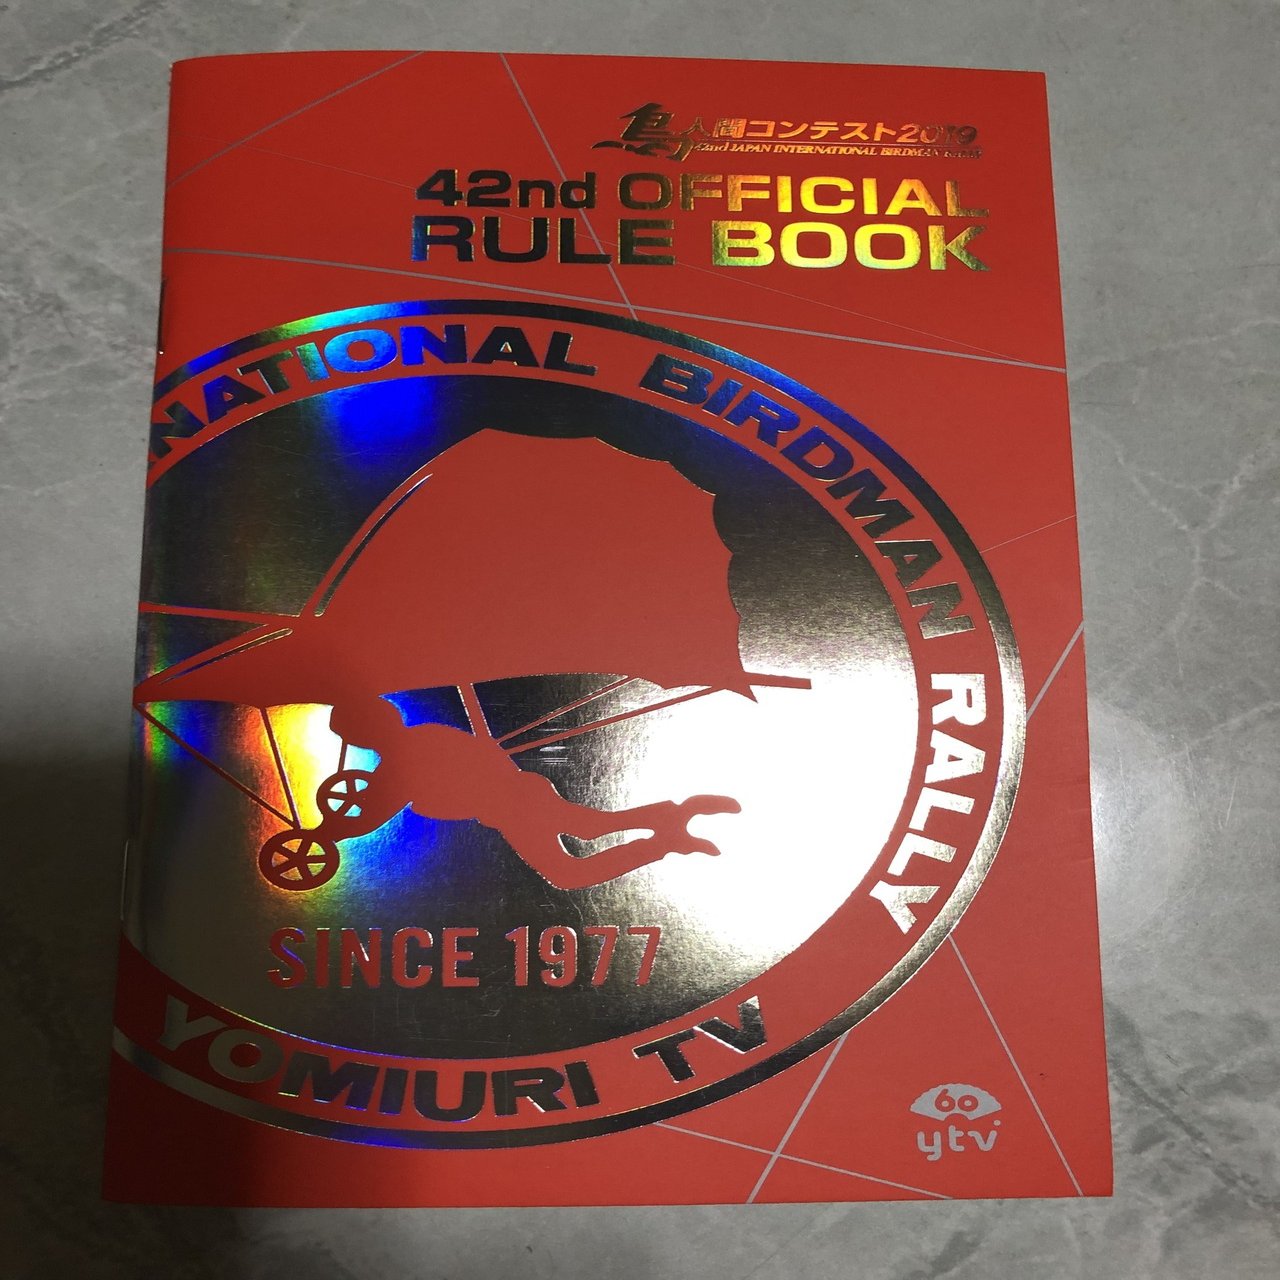 鳥人間コンテスト2019
42nd JAPAN INTERNATIONAL BIRDMAN RALLY
42nd OFFICIAL
RULE BOOK
NATIONAL BIRDMAN RALLY
SINCE 1977
YOMIURI TV
60
ytv